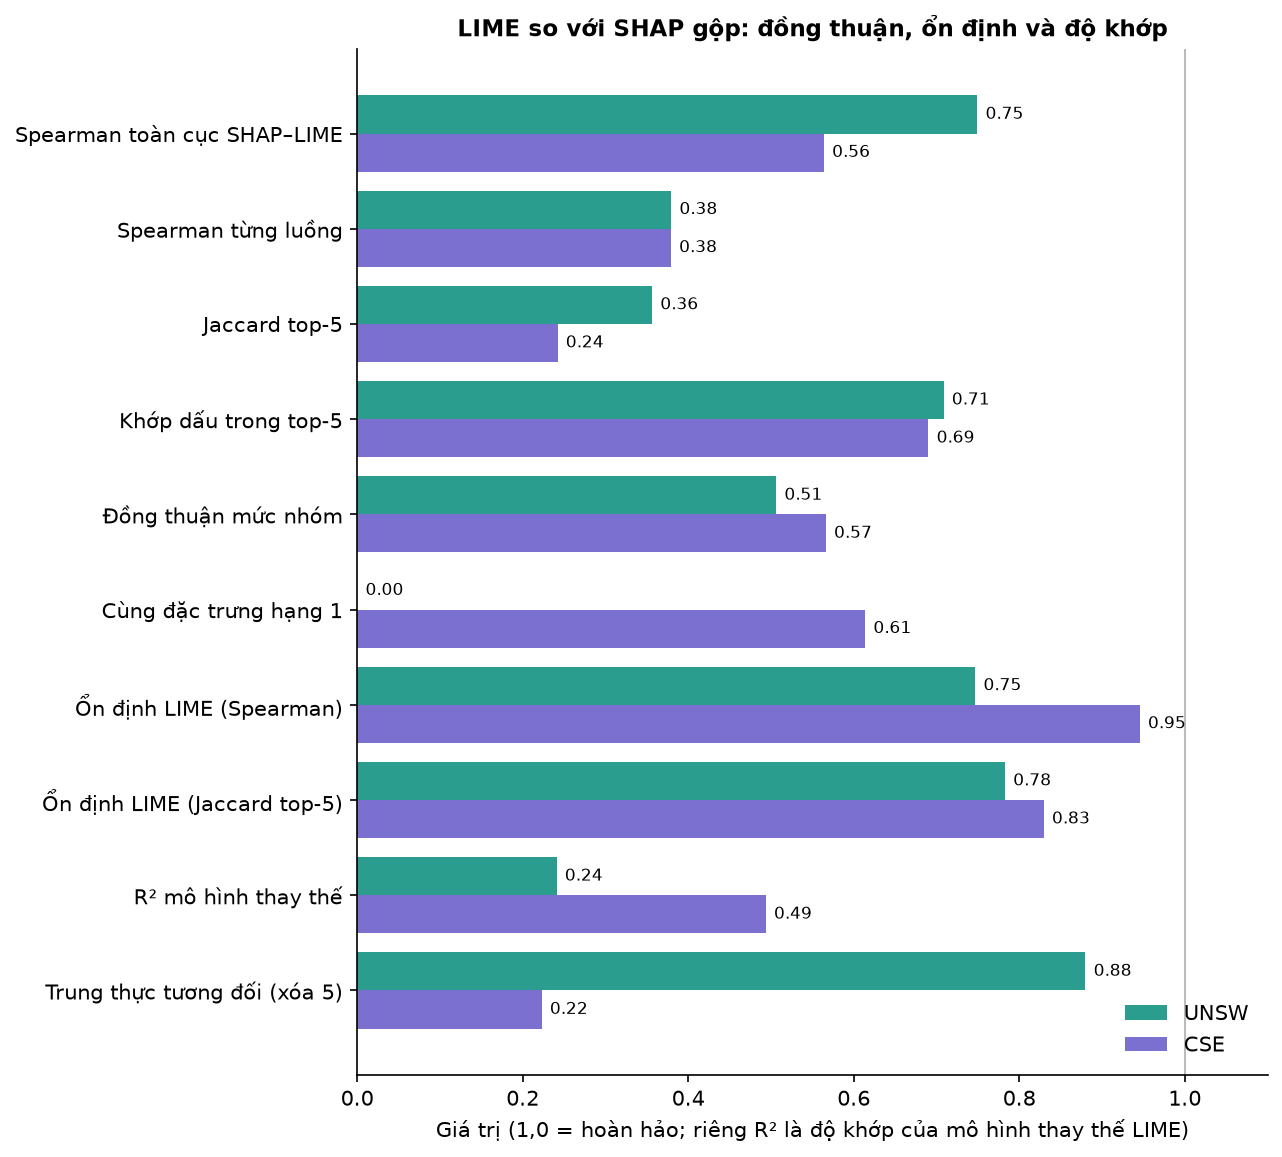 LIME so với SHAP gộp: đồng thuận, ổn định và độ khớp
Spearman toàn cục SHAP–LIME
0.75
0.56
Spearman từng luồng
0.38
0.38
Jaccard top-5
0.36
0.24
Khớp dấu trong top-5
0.71
0.69
Đồng thuận mức nhóm
0.51
0.57
Cùng đặc trưng hạng 1
0.00
0.61
Ổn định LIME (Spearman)
0.75
0.95
Ổn định LIME (Jaccard top-5)
0.78
0.83
R² mô hình thay thế
0.24
0.49
Trung thực tương đối (xóa 5)
0.88
0.22
UNSW
CSE
0.0 0.2 0.4 0.6 0.8 1.0
Giá trị (1,0 = hoàn hảo; riêng R² là độ khớp của mô hình thay thế LIME)